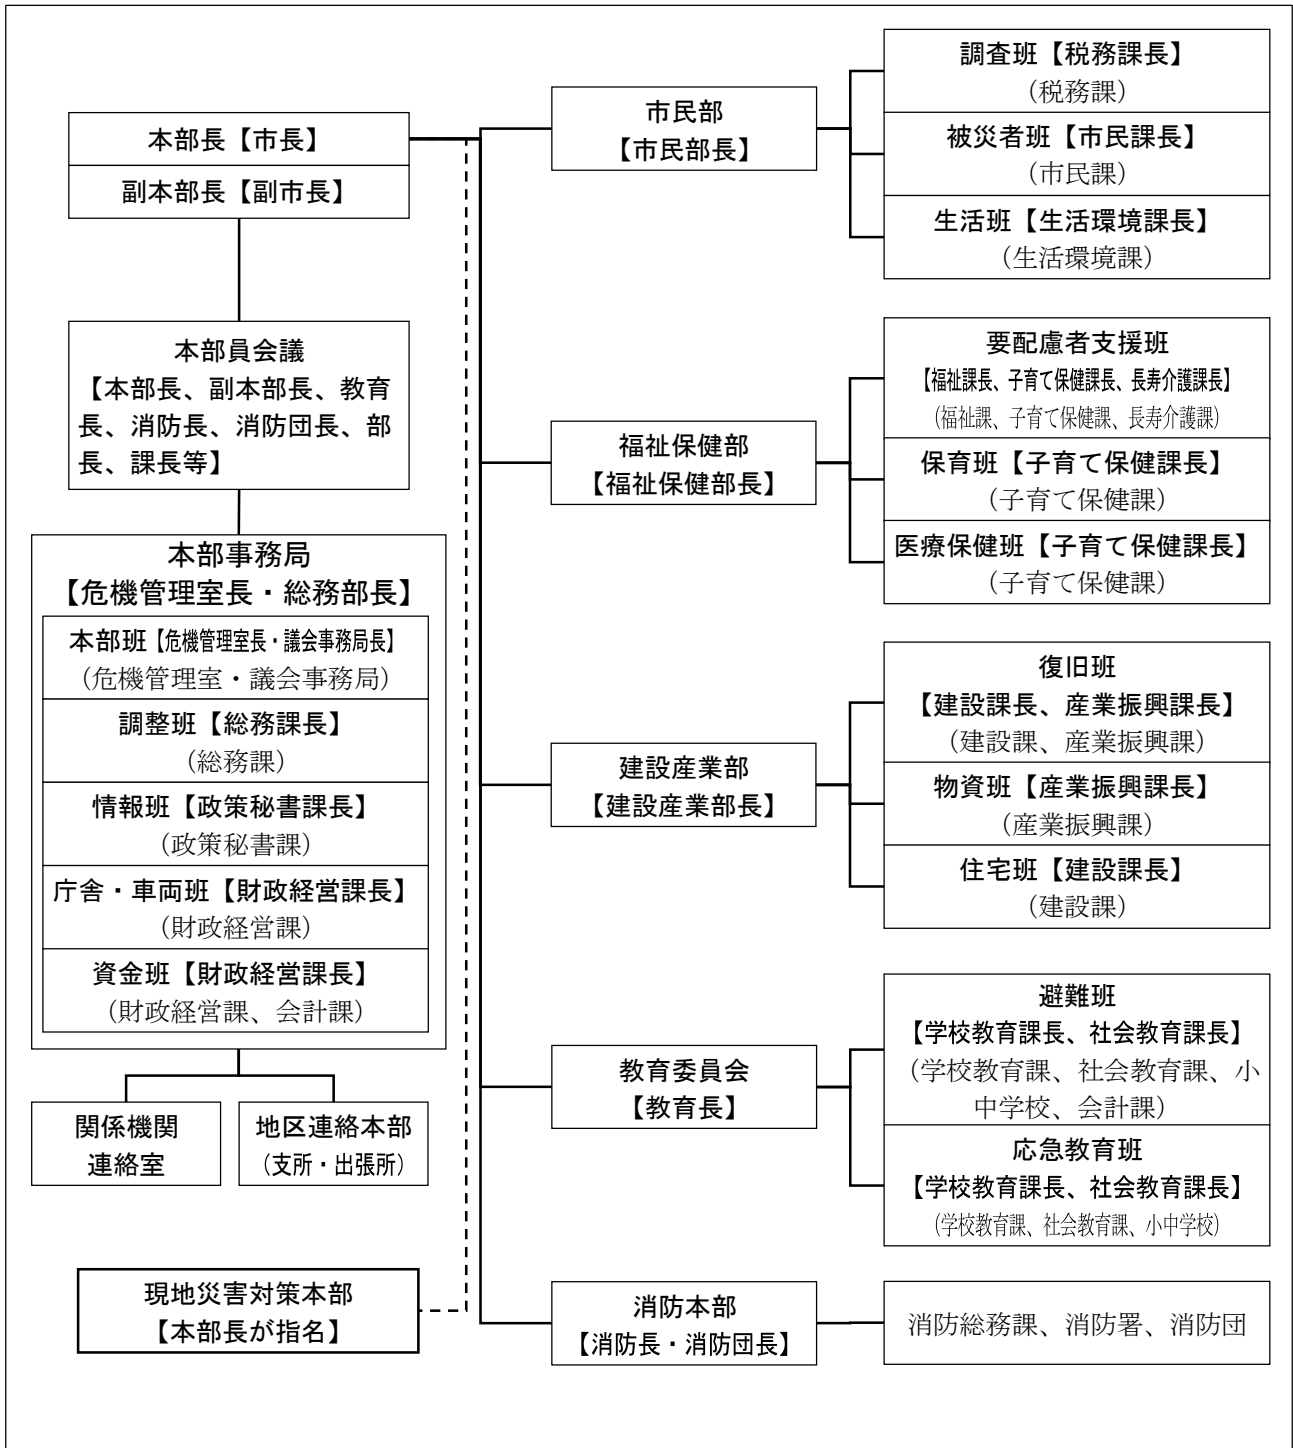 本部長【市長】
副本部長【副市長】
本部員会議
【本部長、副本部長、教育
長、消防長、消防団長、部
長、課長等】
本部事務局
【危機管理室長・総務部長】
本部班【危機管理室長・議会事務局長】
（危機管理室・議会事務局）
調整班【総務課長】
（総務課）
情報班【政策秘書課長】
（政策秘書課）
庁舎・車両班【財政経営課長】
（財政経営課）
資金班【財政経営課長】
（財政経営課、会計課）
関係機関
連絡室
地区連絡本部
（支所・出張所）
現地災害対策本部
【本部長が指名】
市民部
【市民部長】
調査班【税務課長】
（税務課）
被災者班【市民課長】
（市民課）
生活班【生活環境課長】
（生活環境課）
福祉保健部
【福祉保健部長】
要配慮者支援班
【福祉課長、子育て保健課長、長寿介護課長】
（福祉課、子育て保健課、長寿介護課）
保育班【子育て保健課長】
（子育て保健課）
医療保健班【子育て保健課長】
（子育て保健課）
建設産業部
【建設産業部長】
復旧班
【建設課長、産業振興課長】
（建設課、産業振興課）
物資班【産業振興課長】
（産業振興課）
住宅班【建設課長】
（建設課）
教育委員会
【教育長】
避難班
【学校教育課長、社会教育課長】
（学校教育課、社会教育課、小
中学校、会計課）
応急教育班
【学校教育課長、社会教育課長】
（学校教育課、社会教育課、小中学校）
消防本部
【消防長・消防団長】
消防総務課、消防署、消防団